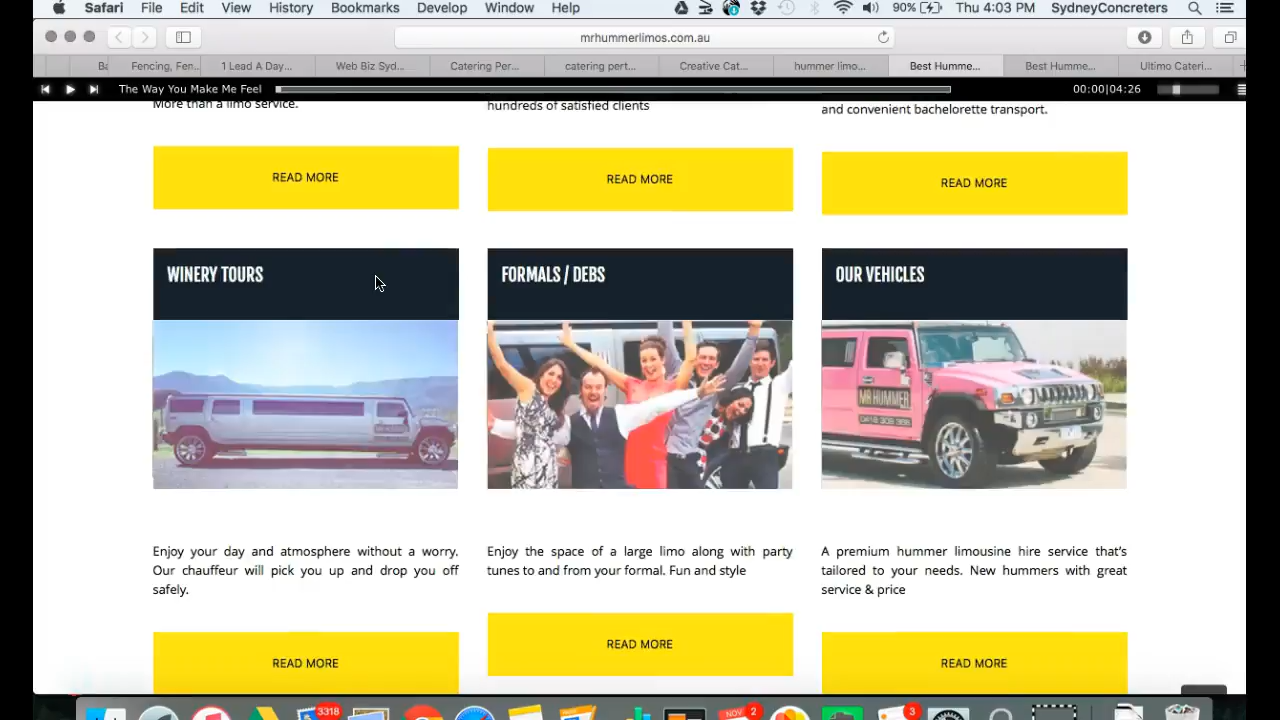 Safari File Edit View History Bookmarks Develop Window Help 90% Thu 4:03 PM SydneyConcreters
mrhummerlimos.com.au
Ba Fencing, Fen... 1 Lead A Day... Web Biz Syd... Catering Per... catering pert... Creative Cat... hummer limo... Best Humme... Best Humme... Ultimo Cateri...
The Way You Make Me Feel 00:00|04:26
More than a limo service.
hundreds of satisfied clients
and convenient bachelorette transport.
READ MORE
READ MORE
READ MORE
WINERY TOURS
FORMALS / DEBS
OUR VEHICLES
MR HUMMER
Enjoy your day and atmosphere without a worry.
Our chauffeur will pick you up and drop you off
safely.
Enjoy the space of a large limo along with party
tunes to and from your formal. Fun and style
A premium hummer limousine hire service that's
tailored to your needs. New hummers with great
service & price
READ MORE
READ MORE
READ MORE
3318
NOV
2
3